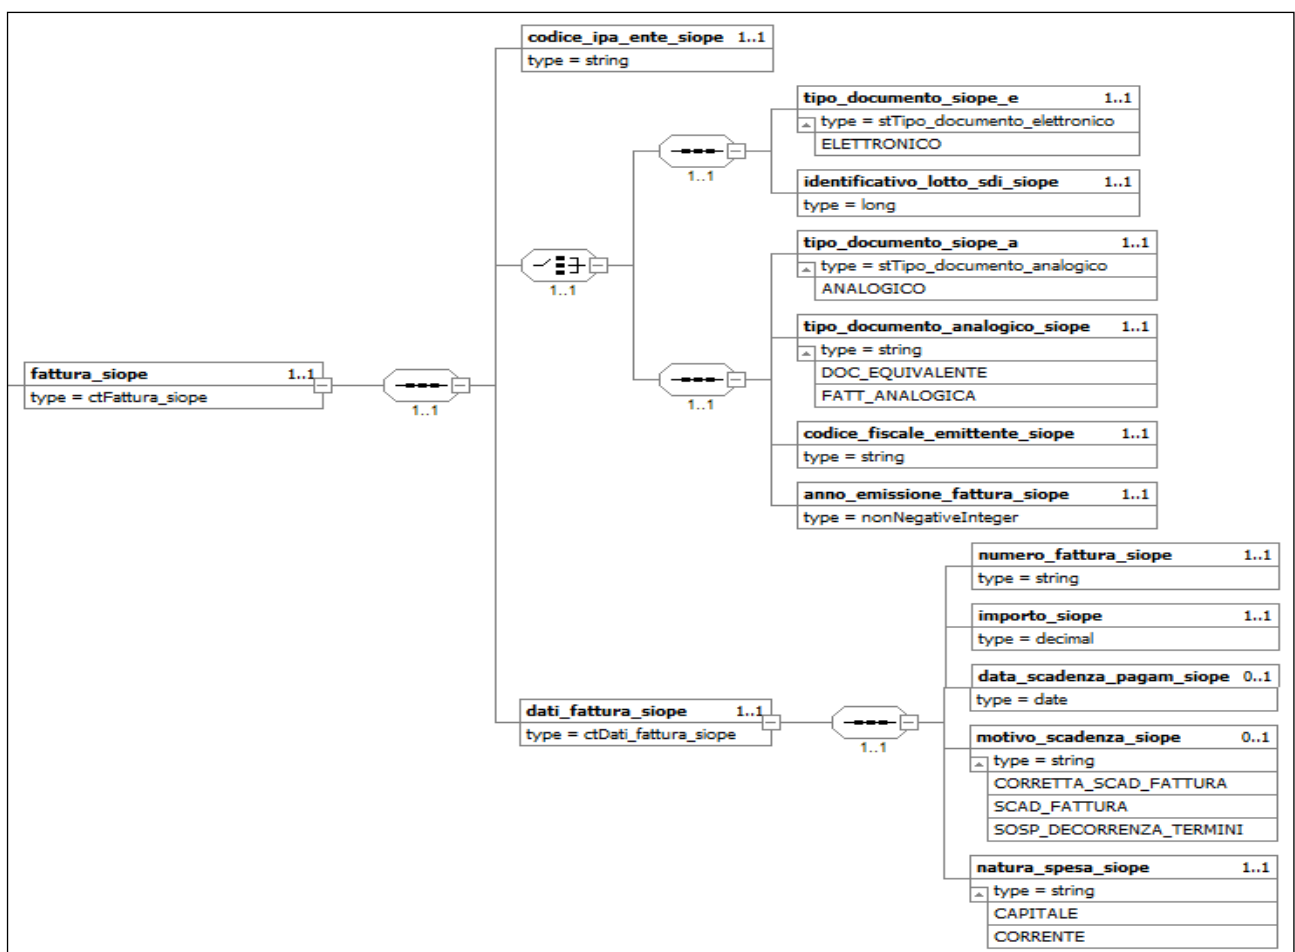 codice_ipa_ente_siope 1..1
type = string
tipo_documento_siope_e 1..1
type = stTipo_documento_elettronico
ELETTRONICO
1..1
identificativo_lotto_sdi_siope 1..1
type = long
tipo_documento_siope_a 1..1
type = stTipo_documento_analogico
ANALOGICO
1..1
tipo_documento_analogico_siope 1..1
type = string
DOC_EQUIVALENTE
FATT_ANALOGICA
1..1
fattura_siope 1..1
type = ctFattura_siope
1..1
codice_fiscale_emittente_siope 1..1
type = string
anno_emissione_fattura_siope 1..1
type = nonNegativeInteger
numero_fattura_siope 1..1
type = string
importo_siope 1..1
type = decimal
data_scadenza_pagam_siope 0..1
type = date
dati_fattura_siope 1..1
type = ctDati_fattura_siope
1..1
motivo_scadenza_siope 0..1
type = string
CORRETTA_SCAD_FATTURA
SCAD_FATTURA
SOSP_DECORRENZA_TERMINI
natura_spesa_siope 1..1
type = string
CAPITALE
CORRENTE